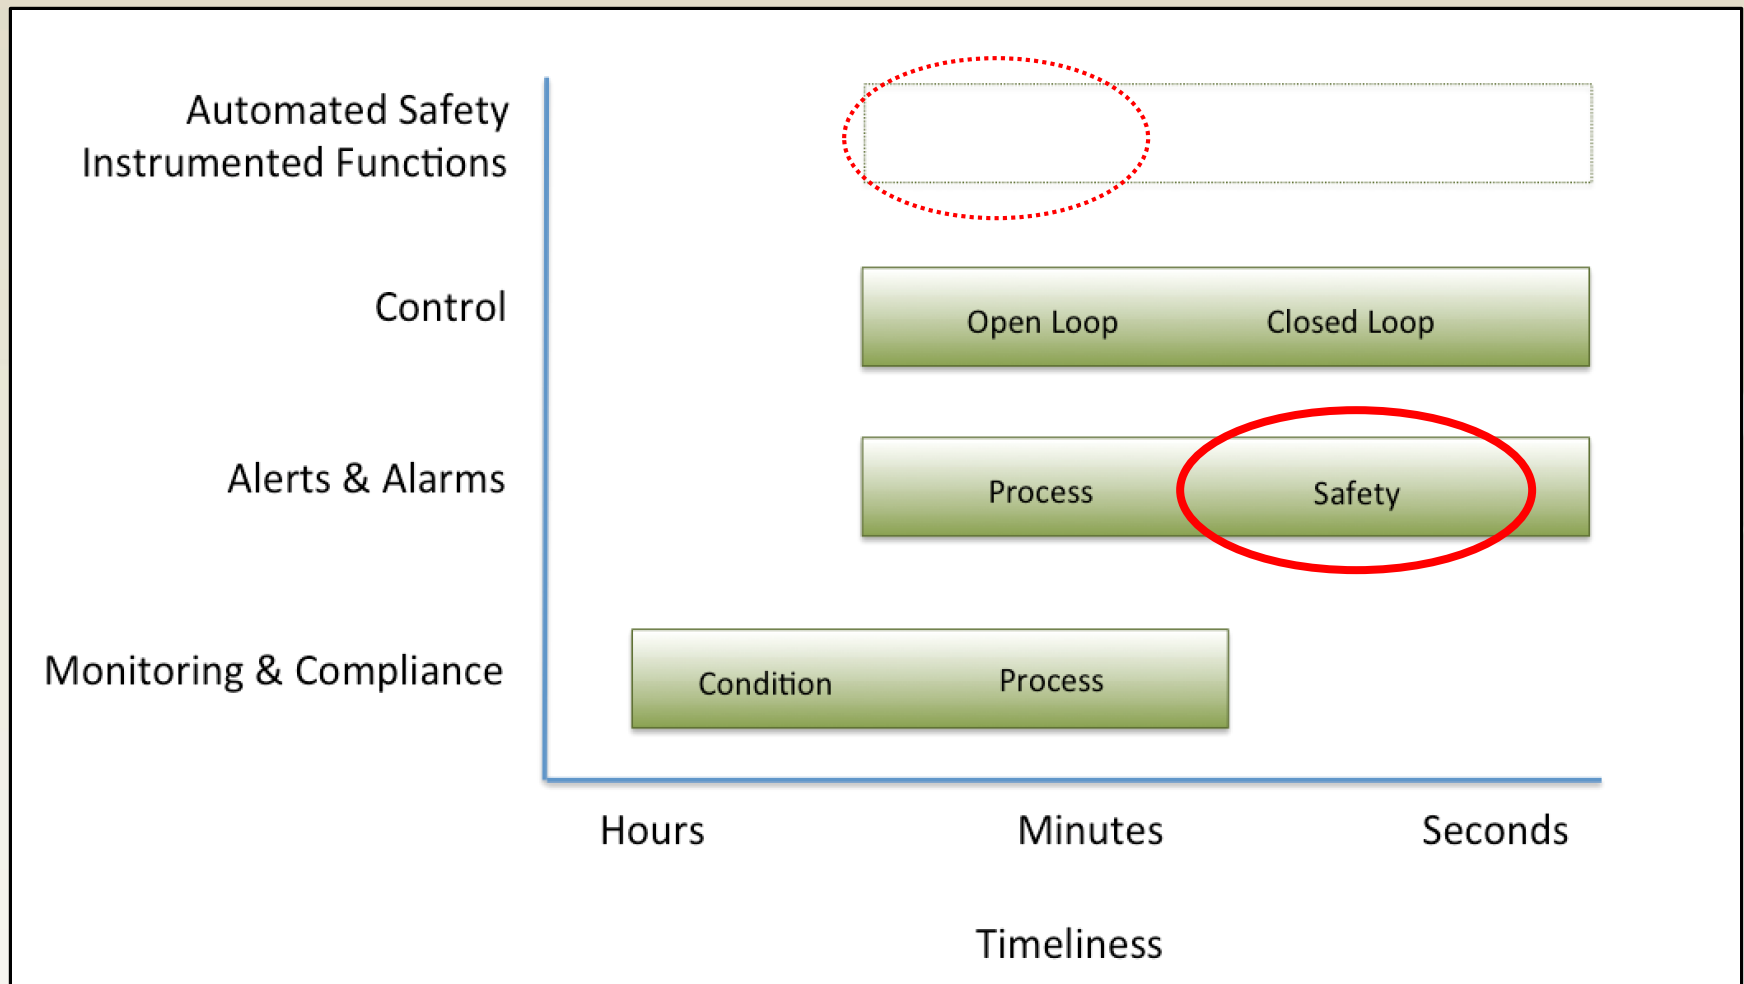 Automated Safety
Instrumented Functions
Control
Open Loop
Closed Loop
Alerts & Alarms
Process
Safety
Monitoring & Compliance
Condition
Process
Hours
Minutes
Seconds
Timeliness